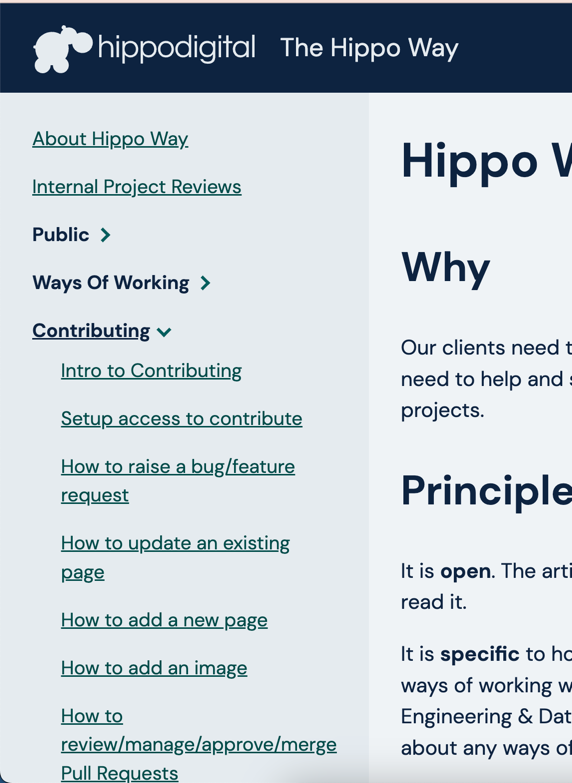 hippodigital The Hippo Way
About Hippo Way
Internal Project Reviews
Public
Ways Of Working
Contributing
Intro to Contributing
Setup access to contribute
How to raise a bug/feature
request
How to update an existing
page
How to add a new page
How to add an image
How to
review/manage/approve/merge
Pull Requests
Hippo
Why
Our clients need
need to help and
projects.
Principle
It is open. The
read it.
It is specific to
ways of working
Engineering &
about any ways of